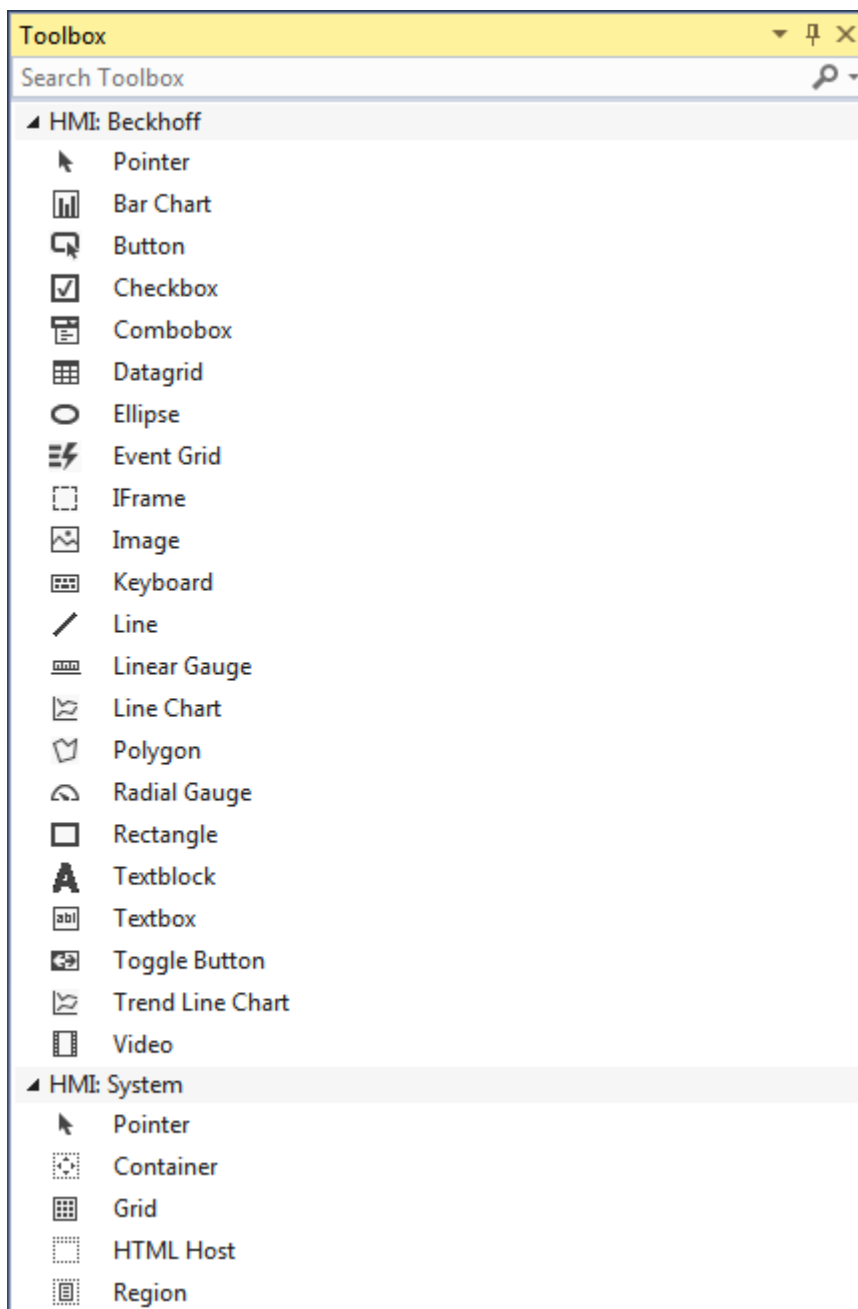 Toolbox
Search Toolbox
HMI: Beckhoff
Pointer
Bar Chart
Button
Checkbox
Combobox
Datagrid
Ellipse
Event Grid
IFrame
Image
Keyboard
Line
Linear Gauge
Line Chart
Polygon
Radial Gauge
Rectangle
Textblock
Textbox
Toggle Button
Trend Line Chart
Video
HMI: System
Pointer
Container
Grid
HTML Host
Region